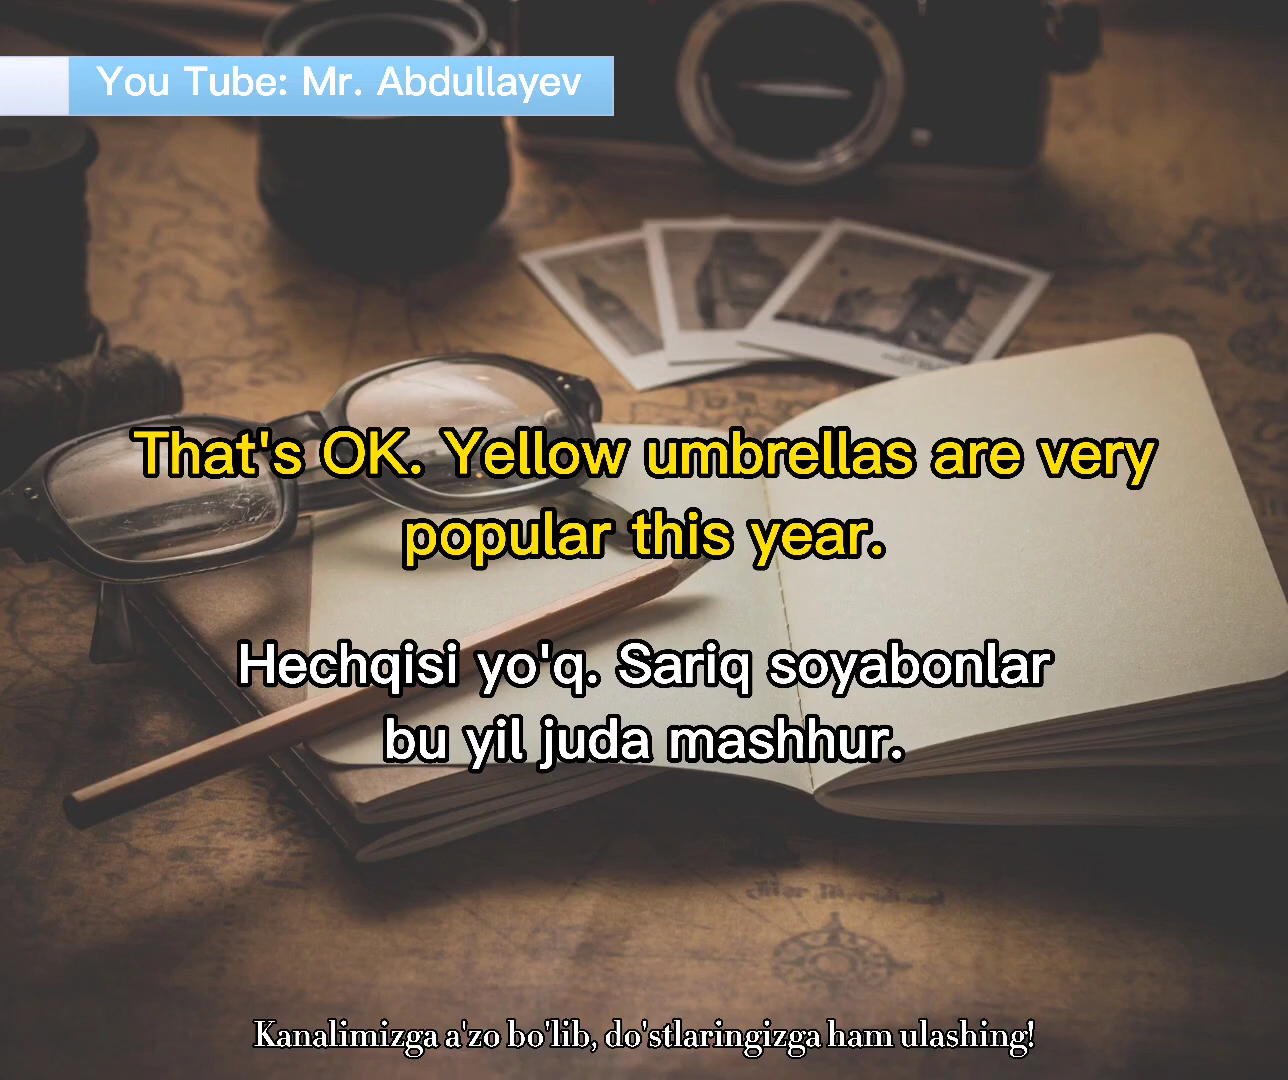 You Tube: Mr. Abdullayev
That's OK. Yellow umbrellas are very
popular this year.
Hechqisi yo'q. Sariq soyabonlar
bu yil juda mashhur.
Kanalimizga a'zo bo'lib, do'stlaringizga ham ulashing!